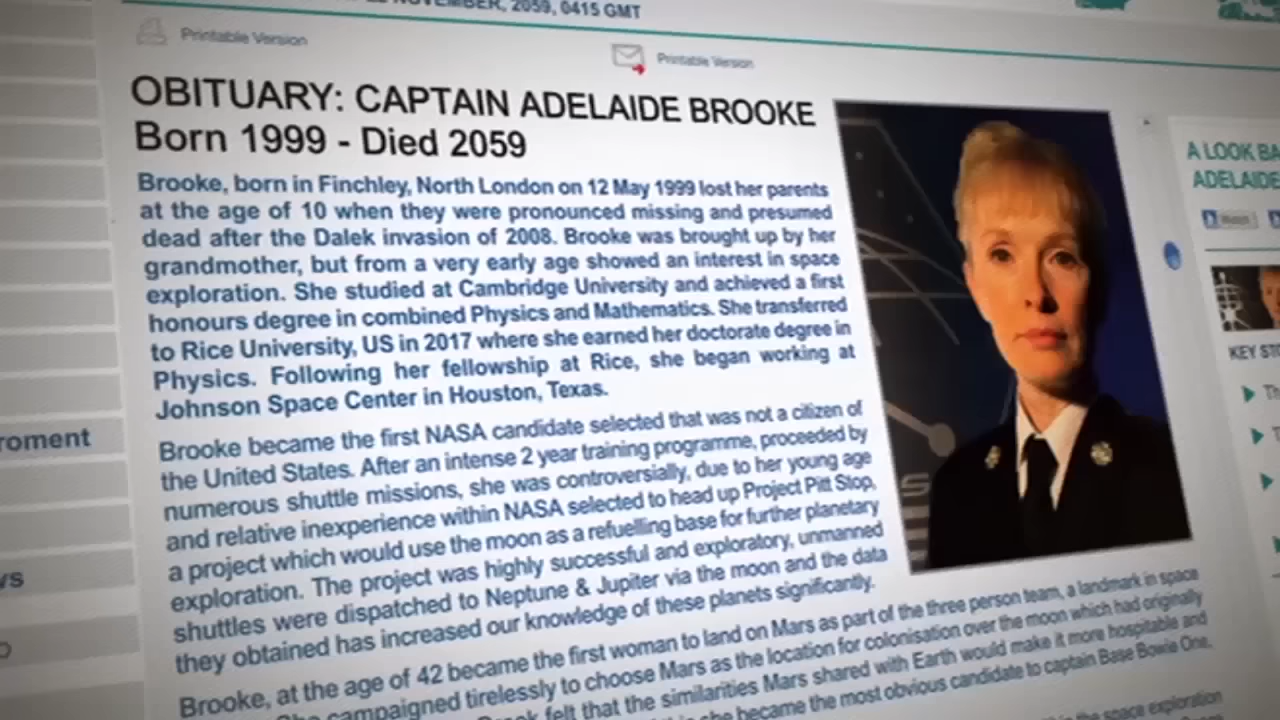 NOVEMBER, 2059, 0415 GMT
Printable Version
Printable Version
OBITUARY: CAPTAIN ADELAIDE BROOKE
Born 1999 - Died 2059
Brooke, born in Finchley, North London on 12 May 1999 lost her parents
at the age of 10 when they were pronounced missing and presumed
dead after the Dalek invasion of 2008. Brooke was brought up by her
grandmother, but from a very early age showed an interest in space
exploration. She studied at Cambridge University and achieved a first
honours degree in combined Physics and Mathematics. She transferred
to Rice University, US in 2017 where she earned her doctorate degree in
Physics. Following her fellowship at Rice, she began working at
Johnson Space Center in Houston, Texas.
Brooke became the first NASA candidate selected that was not a citizen of
the United States. After an intense 2 year training programme, proceeded by
numerous shuttle missions, she was controversially, due to her young age
and relative inexperience within NASA selected to head up Project Pitt Stop,
a project which would use the moon as a refuelling base for further planetary
exploration. The project was highly successful and exploratory, unmanned
shuttles were dispatched to Neptune & Jupiter via the moon and the data
they obtained has increased our knowledge of these planets significantly.
Brooke, at the age of 42 became the first woman to land on Mars as part of the three person team, a landmark in space
campaigned tirelessly to choose Mars as the location for colonisation over the moon which had originally
felt that the similarities Mars shared with Earth would make it more hospitable and
she became the most obvious candidate to captain Base Bowie One,
in the space exploration
A LOOK BA
ADELAIDE
Watch
KEY STO
roment